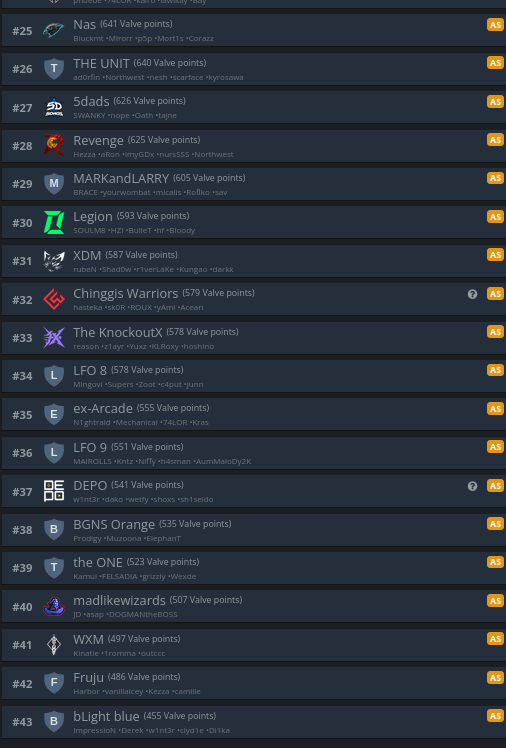 phoebe •74LOR •kairo •lawikay •Bay
#25 Nas (641 Valve points) AS
Bluckmt •Mirorr •p5p •Mort1s •Corazz
#26 T THE UNIT (640 Valve points) AS
ad0rfin •Northwest •nesh •scarface •kyrosawa
#27 5D 5dads (626 Valve points) AS
SWANKY •nope •Oath •tajne
#28 Revenge (625 Valve points) AS
Hezza •aRon •ImyGDx •nursSSS •Northwest
#29 M MARKandLARRY (605 Valve points) AS
BRACE •yourwombat •micalis •Roflko •sav
#30 Legion (593 Valve points) AS
SOULM8 •HZI •BulleT •hf •Bloody
#31 XDM (587 Valve points) AS
rubeN •Shad0w •r1verLaKe •Kungao •darkk
#32 Chinggis Warriors (579 Valve points) ? AS
hasteka •sk0R •ROUX •yAmi •Acearl
#33 The KnockoutX (578 Valve points) AS
reason •z1ayr •Yuxz •KLRoxy •hoshino
#34 L LFO 8 (578 Valve points) AS
Mingovi •Supers •Zoot •c4put •junn
#35 E ex-Arcade (555 Valve points) AS
N1ghtraid •Mechanical •74LOR •Kras
#36 L LFO 9 (551 Valve points) AS
MAIROLLS •Kntz •Niffy •h4sman •AumMaloDy2K
#37 DEPO DEPO (541 Valve points) ? AS
w1nt3r •dako •wetfy •shoxs •sh1seido
#38 B BGNS Orange (535 Valve points) AS
Prodigy •Muzoona •ElephanT
#39 T the ONE (523 Valve points) AS
Kamui •FELSADIA •grizzly •Wexde
#40 madlikewizards (507 Valve points) AS
JD •asap •DOGMANtheBOSS
#41 WXM (497 Valve points) AS
Kinatie •1romma •outccc
#42 F Fruju (486 Valve points) AS
Harbor •vanillaicey •Kezza •camille
#43 B bLight blue (455 Valve points) AS
ImpressioN •Derek •w1nt3r •clyd1e •Di1ka